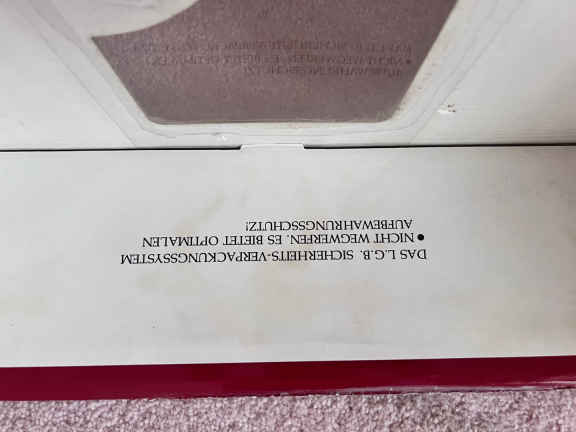 DAS L.G.B. SICHERHEITS-VERPACKUNGSSYSTEM
• NICHT WEGWERFEN. ES BIETET OPTIMALEN
AUFBEWAHRUNGSSCHUTZ!